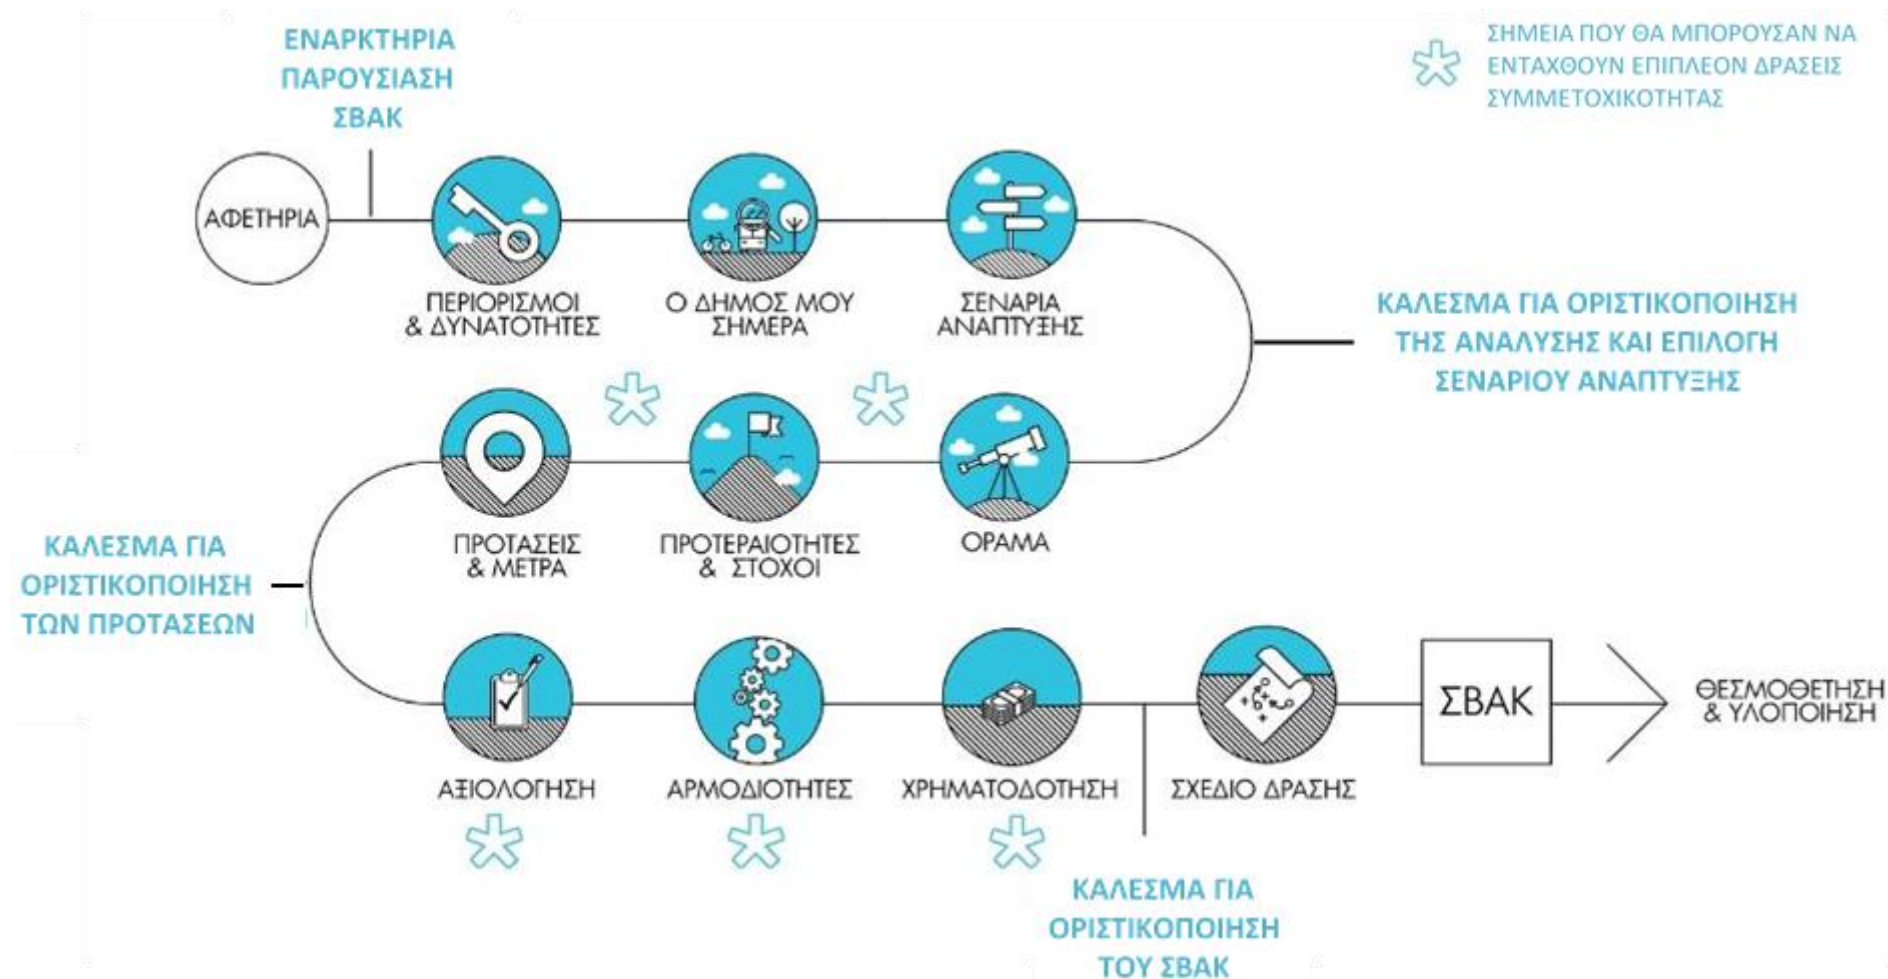 ΕΝΑΡΚΤΗΡΙΑ
ΠΑΡΟΥΣΙΑΣΗ
ΣΒΑΚ
ΣΗΜΕΙΑ ΠΟΥ ΘΑ ΜΠΟΡΟΥΣΑΝ ΝΑ
ΕΝΤΑΧΘΟΥΝ ΕΠΙΠΛΕΟΝ ΔΡΑΣΕΙΣ
ΣΥΜΜΕΤΟΧΙΚΟΤΗΤΑΣ
ΑΦΕΤΗΡΙΑ
ΠΕΡΙΟΡΙΣΜΟΙ
& ΔΥΝΑΤΟΤΗΤΕΣ
Ο ΔΗΜΟΣ ΜΟΥ
ΣΗΜΕΡΑ
ΣΕΝΑΡΙΑ
ΑΝΑΠΤΥΞΗΣ
ΚΑΛΕΣΜΑ ΓΙΑ ΟΡΙΣΤΙΚΟΠΟΙΗΣΗ
ΤΗΣ ΑΝΑΛΥΣΗΣ ΚΑΙ ΕΠΙΛΟΓΗ
ΣΕΝΑΡΙΟΥ ΑΝΑΠΤΥΞΗΣ
ΠΡΟΤΑΣΕΙΣ
& ΜΕΤΡΑ
ΠΡΟΤΕΡΑΙΟΤΗΤΕΣ
& ΣΤΟΧΟΙ
ΟΡΑΜΑ
ΚΑΛΕΣΜΑ ΓΙΑ
ΟΡΙΣΤΙΚΟΠΟΙΗΣΗ
ΤΩΝ ΠΡΟΤΑΣΕΩΝ
ΑΞΙΟΛΟΓΗΣΗ
ΑΡΜΟΔΙΟΤΗΤΕΣ
ΧΡΗΜΑΤΟΔΟΤΗΣΗ
ΣΧΕΔΙΟ ΔΡΑΣΗΣ
ΣΒΑΚ
ΘΕΣΜΟΘΕΤΗΣΗ
& ΥΛΟΠΟΙΗΣΗ
ΚΑΛΕΣΜΑ ΓΙΑ
ΟΡΙΣΤΙΚΟΠΟΙΗΣΗ
ΤΟΥ ΣΒΑΚ